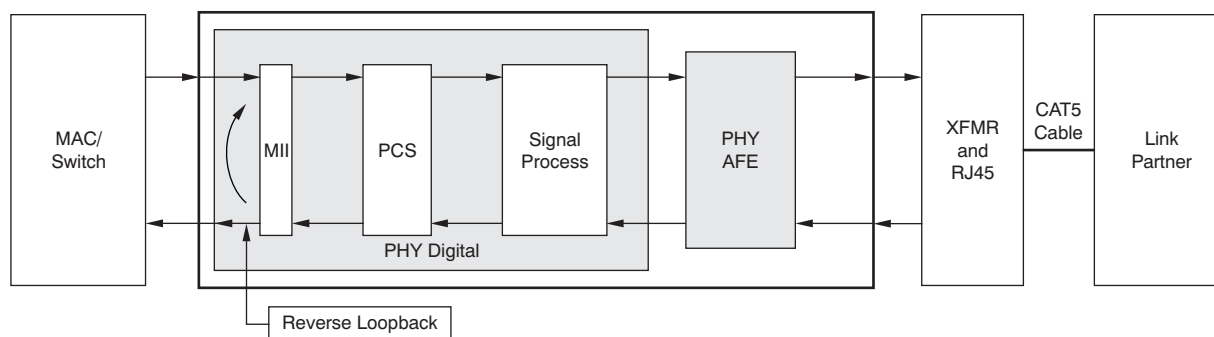 MAC/
Switch
MII
PCS
Signal
Process
PHY
AFE
XFMR
and
RJ45
CAT5
Cable
Link
Partner
PHY Digital
Reverse Loopback